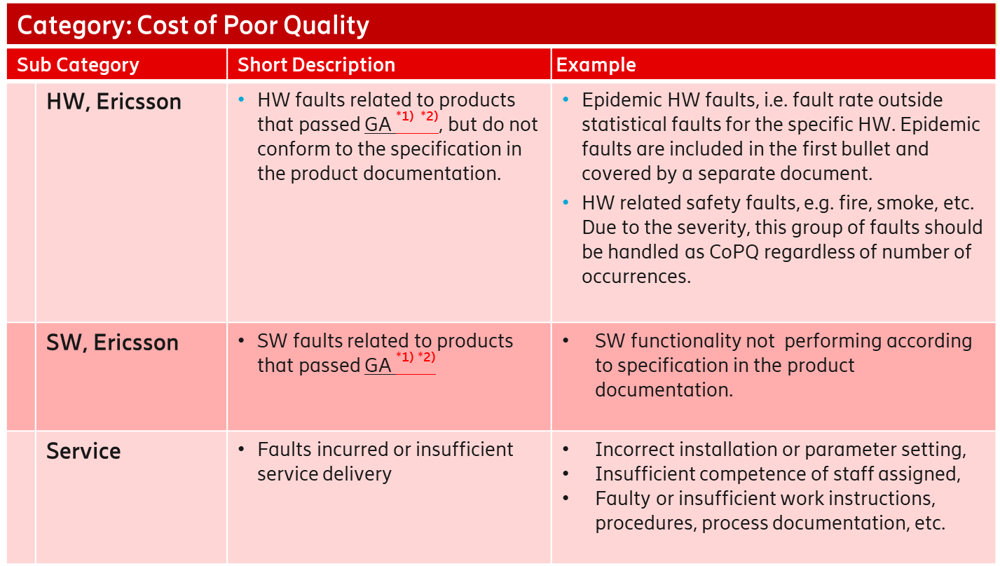 Category: Cost of Poor Quality
Sub Category
Short Description
Example
HW, Ericsson
• HW faults related to products
that passed GA *1) *2), but do not
conform to the specification in
the product documentation.
• Epidemic HW faults, i.e. fault rate outside
statistical faults for the specific HW. Epidemic
faults are included in the first bullet and
covered by a separate document.
• HW related safety faults, e.g. fire, smoke, etc.
Due to the severity, this group of faults should
be handled as CoPQ regardless of number of
occurrences.
SW, Ericsson
• SW faults related to products
that passed GA *1) *2)
• SW functionality not performing according
to specification in the product
documentation.
Service
• Faults incurred or insufficient
service delivery
• Incorrect installation or parameter setting,
• Insufficient competence of staff assigned,
• Faulty or insufficient work instructions,
procedures, process documentation, etc.